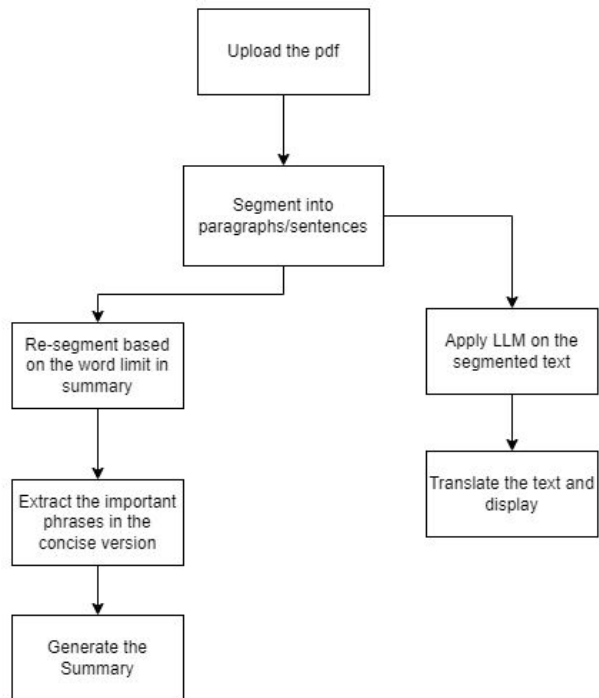 Upload the pdf
Segment into
paragraphs/sentences
Re-segment based
on the word limit in
summary
Apply LLM on the
segmented text
Extract the important
phrases in the
concise version
Translate the text and
display
Generate the
Summary